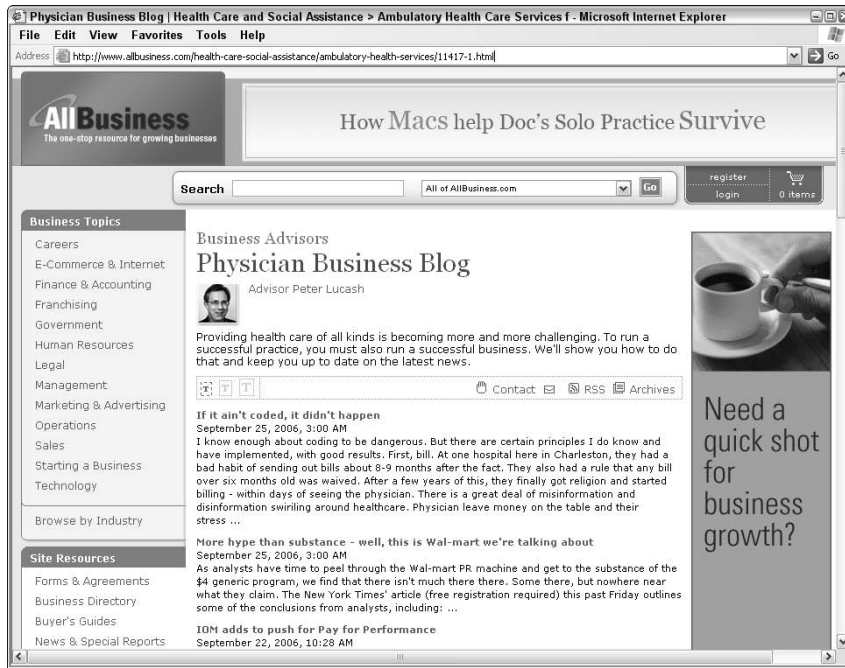 Physician Business Blog | Health Care and Social Assistance > Ambulatory Health Care Services f - Microsoft Internet Explorer
File Edit View Favorites Tools Help
Address http://www.allbusiness.com/health-care-social-assistance/ambulatory-health-services/11417-1.html Go
AllBusiness
The one-stop resource for growing businesses
How Macs help Doc's Solo Practice Survive
Search All of AllBusiness.com Go
register
login
0 items
Business Topics
Careers
E-Commerce & Internet
Finance & Accounting
Franchising
Government
Human Resources
Legal
Management
Marketing & Advertising
Operations
Sales
Starting a Business
Technology
Browse by Industry
Site Resources
Forms & Agreements
Business Directory
Buyer's Guides
News & Special Reports
Business Advisors
Physician Business Blog
Advisor Peter Lucash
Providing health care of all kinds is becoming more and more challenging. To run a
successful practice, you must also run a successful business. We'll show you how to do
that and keep you up to date on the latest news.
T T T Contact RSS Archives
If it ain't coded, it didn't happen
September 25, 2006, 3:00 AM
I know enough about coding to be dangerous. But there are certain principles I do know and
have implemented, with good results. First, bill. At one hospital here in Charleston, they had a
bad habit of sending out bills about 8-9 months after the fact. They also had a rule that any bill
over six months old was waived. After a few years of this, they finally got religion and started
billing - within days of seeing the physician. There is a great deal of misinformation and
disinformation swiriling around healthcare. Physician leave money on the table and their
stress ...
More hype than substance - well, this is Wal-mart we're talking about
September 25, 2006, 3:00 AM
As analysts have time to peel through the Wal-mart PR machine and get to the substance of the
$4 generic program, we find that there isn't much there there. Some there, but nowhere near
what they claim. The New York Times' article (free registration required) this past Friday outlines
some of the conclusions from analysts, including: ...
IOM adds to push for Pay for Performance
September 22, 2006, 10:28 AM
Need a
quick shot
for
business
growth?